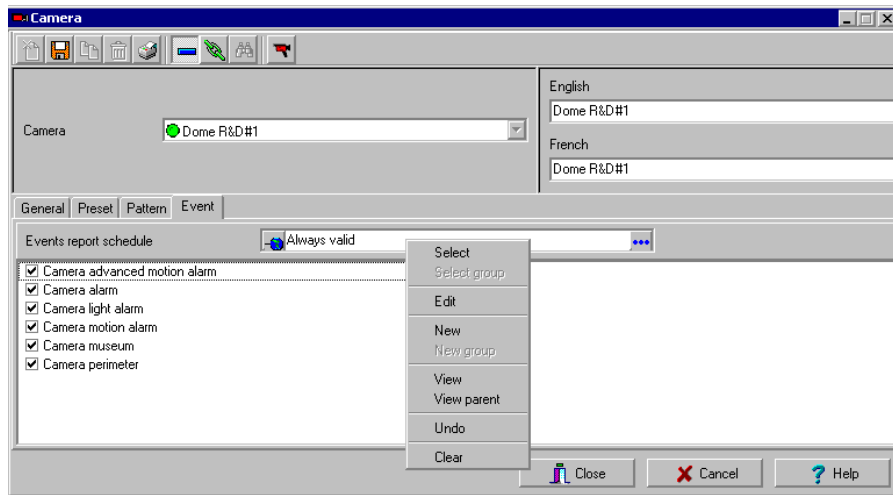 Camera
English
Dome R&D#1
Camera
Dome R&D#1
French
Dome R&D#1
General
Preset
Pattern
Event
Events report schedule
Always valid
Camera advanced motion alarm
Camera alarm
Camera light alarm
Camera motion alarm
Camera museum
Camera perimeter
Select
Select group
Edit
New
New group
View
View parent
Undo
Clear
Close
Cancel
Help